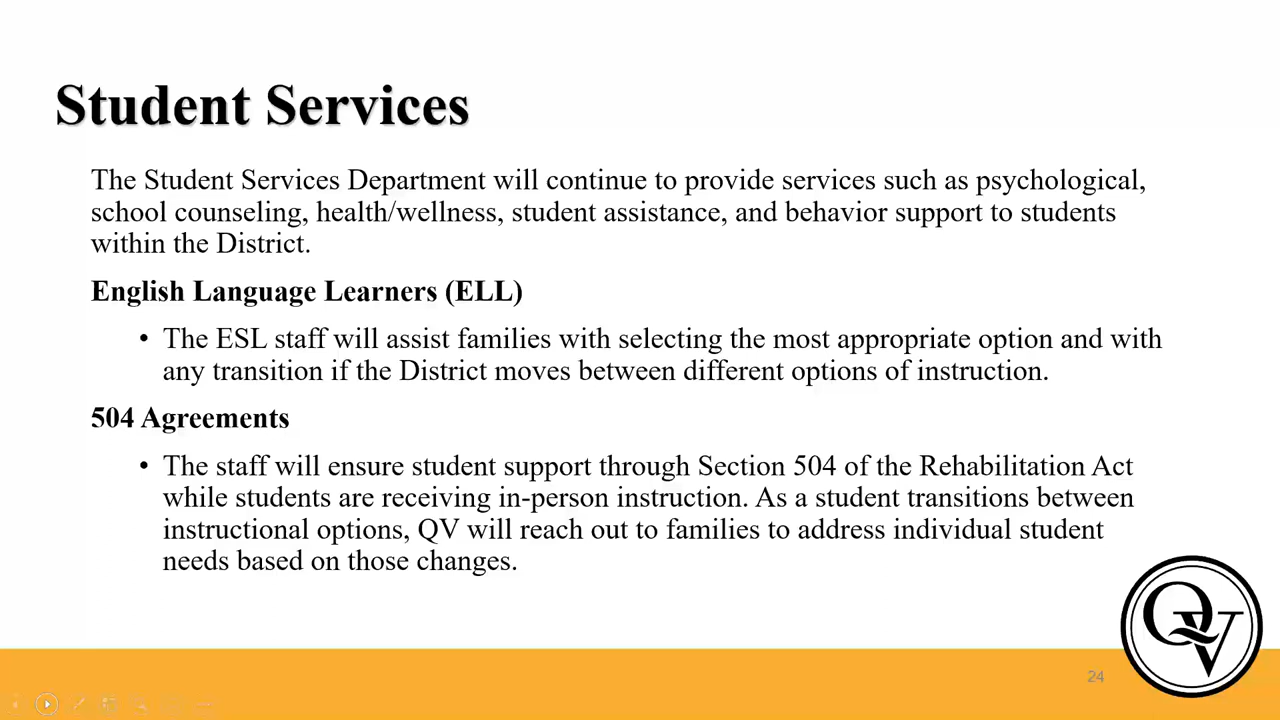 Student Services
The Student Services Department will continue to provide services such as psychological,
school counseling, health/wellness, student assistance, and behavior support to students
within the District.
English Language Learners (ELL)
• The ESL staff will assist families with selecting the most appropriate option and with
any transition if the District moves between different options of instruction.
504 Agreements
• The staff will ensure student support through Section 504 of the Rehabilitation Act
while students are receiving in-person instruction. As a student transitions between
instructional options, QV will reach out to families to address individual student
needs based on those changes.
QV
24